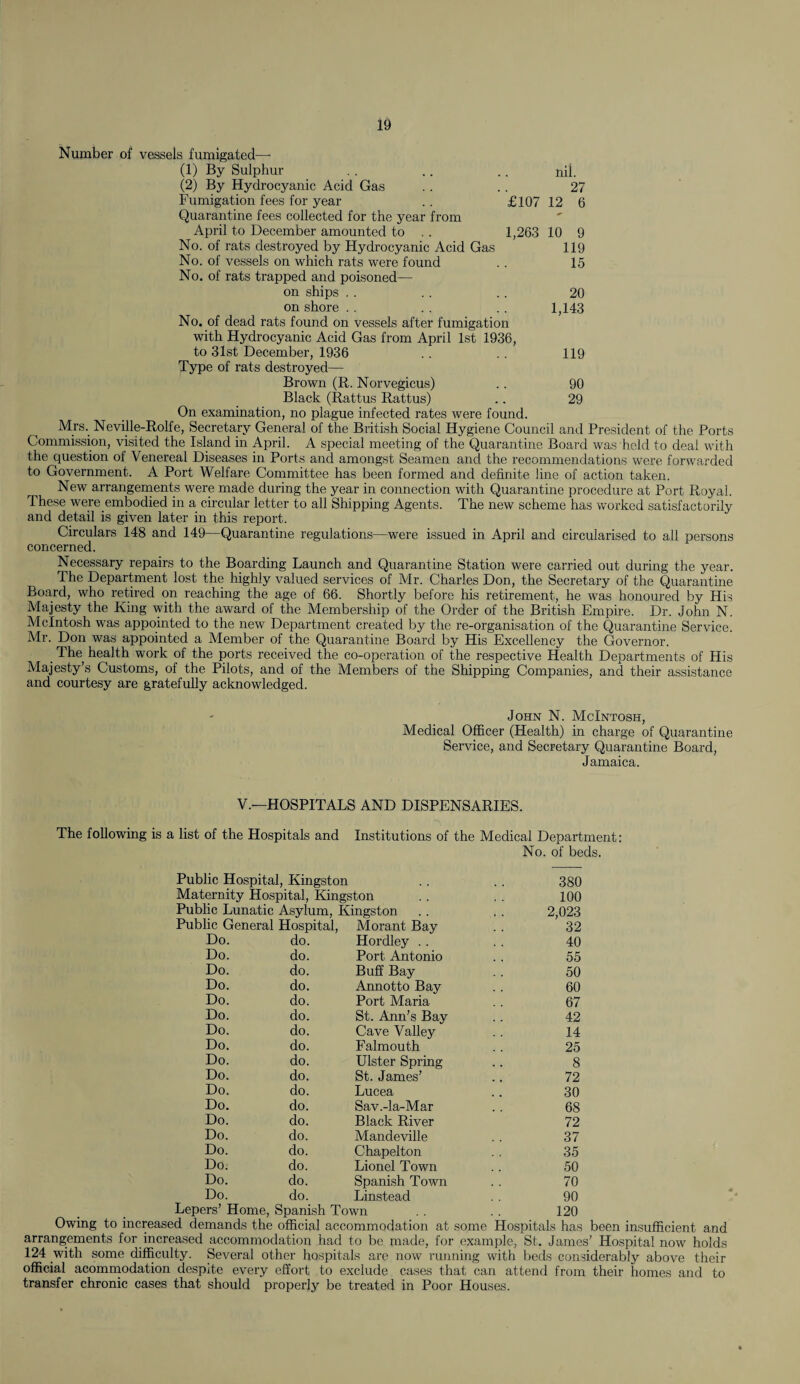 19
Number of vessels fumigated—
(1) By Sulphur . . . . . . nil.
(2) By Hydrocyanic Acid Gas . . . . 27
Fumigation fees for year . . £107 12 6
Quarantine fees collected for the year from
April to December amounted to . . 1,263 10 9
No. of rats destroyed by Hydrocyanic Acid Gas 119
No. of vessels on which rats were found . . 15
No. of rats trapped and poisoned—
on ships . . . . . . 20
on shore . . . . . . 1,143
No. of dead rats found on vessels after fumigation
with Hydrocyanic Acid Gas from April 1st 1936,
to 31st December, 1936 . . . . 119
Type of rats destroyed—
Brown (R. Norvegicus) . . 90
Black (Rattus Rattus) . . 29
On examination, no plague infected rates were found.
Mrs. Neville-Rolfe, Secretary General of the British Social Hygiene Council and President of the Ports
Commission, visited the Island in April. A special meeting of the Quarantine Board was held to deal with
the question of Venereal Diseases in Ports and amongst Seamen and the recommendations were forwarded
to Government. A Port Welfare Committee has been formed and definite line of action taken.
New arrangements were made during the year in connection with Quarantine procedure at Port Royal.
These were embodied in a circular letter to all Shipping Agents. The new scheme has worked satisfactorily
and detail is given later in this report.
Circulars 148 and 149—Quarantine regulations—were issued in April and circularised to all persons
concerned.
Necessary repairs to the Boarding Launch and Quarantine Station were carried out during the year.
The Department lost the highly valued services of Mr. Charles Don, the Secretary of the Quarantine
Board, who retired on reaching the age of 66. Shortly before his retirement, he was honoured by His
Majesty the King with the award of the Membership of the Order of the British Empire. Dr. John N.
McIntosh was appointed to the new Department created by the re-organisation of the Quarantine Service.
Mr. Don was appointed a Member of the Quarantine Board by His Excellency the Governor.
The health work of the ports received the co-operation of the respective Health Departments of His
Majesty's Customs, of the Pilots, and of the Members of the Shipping Companies, and their assistance
and courtesy are gratefully acknowledged.
John N. McIntosh,
Medical Officer (Health) in charge of Quarantine
Service, and Secretary Quarantine Board,
Jamaica.
V.—HOSPITALS AND DISPENSARIES.
The following is a list of the Hospitals and Institutions of the Medical Department:
No. of beds.
Public Hospital, Kingston . . . . 380
Maternity Hospital, Kingston . . . . 100
Public Lunatic Asylum, Kingston . . . . 2,023
Public General Hospital, Morant Bay . . 32
Do. do. Hordley . . . . 40
Do. do. Port Antonio . . 55
Do. do. Buff Bay . . 50
Do. do. Annotto Bay . . 60
Do. do. Port Maria . . 67
Do. do. St. Ann's Bay . . 42
Do. do. Cave Valley . . 14
Do. do. Falmouth . . 25
Do. do. Ulster Spring . . 8
Do. do. St. James' . . 72
Do. do. Lucea . . 30
Do. do. Sav.-la-Mar . . 68
Do. do. Black River 72
Do. do. Mandeville . . 37
Do. do. Chapelton . . 35
Do. do. Lionel Town . . 50
Do. do. Spanish Town . . 70
Do. do. Linstead . . 90
Lepers' Home, Spanish Town . . . . 120
Owing to increased demands the official accommodation at some Hospitals has been insufficient and
arrangements for increased accommodation had to be made, for example, St. James' Hospital now holds
124 with some difficulty. Several other hospitals are now running with beds considerably above their
official acommodation despite every effort to exclude cases that can attend from their homes and to
transfer chronic cases that should properly be treated in Poor Houses.